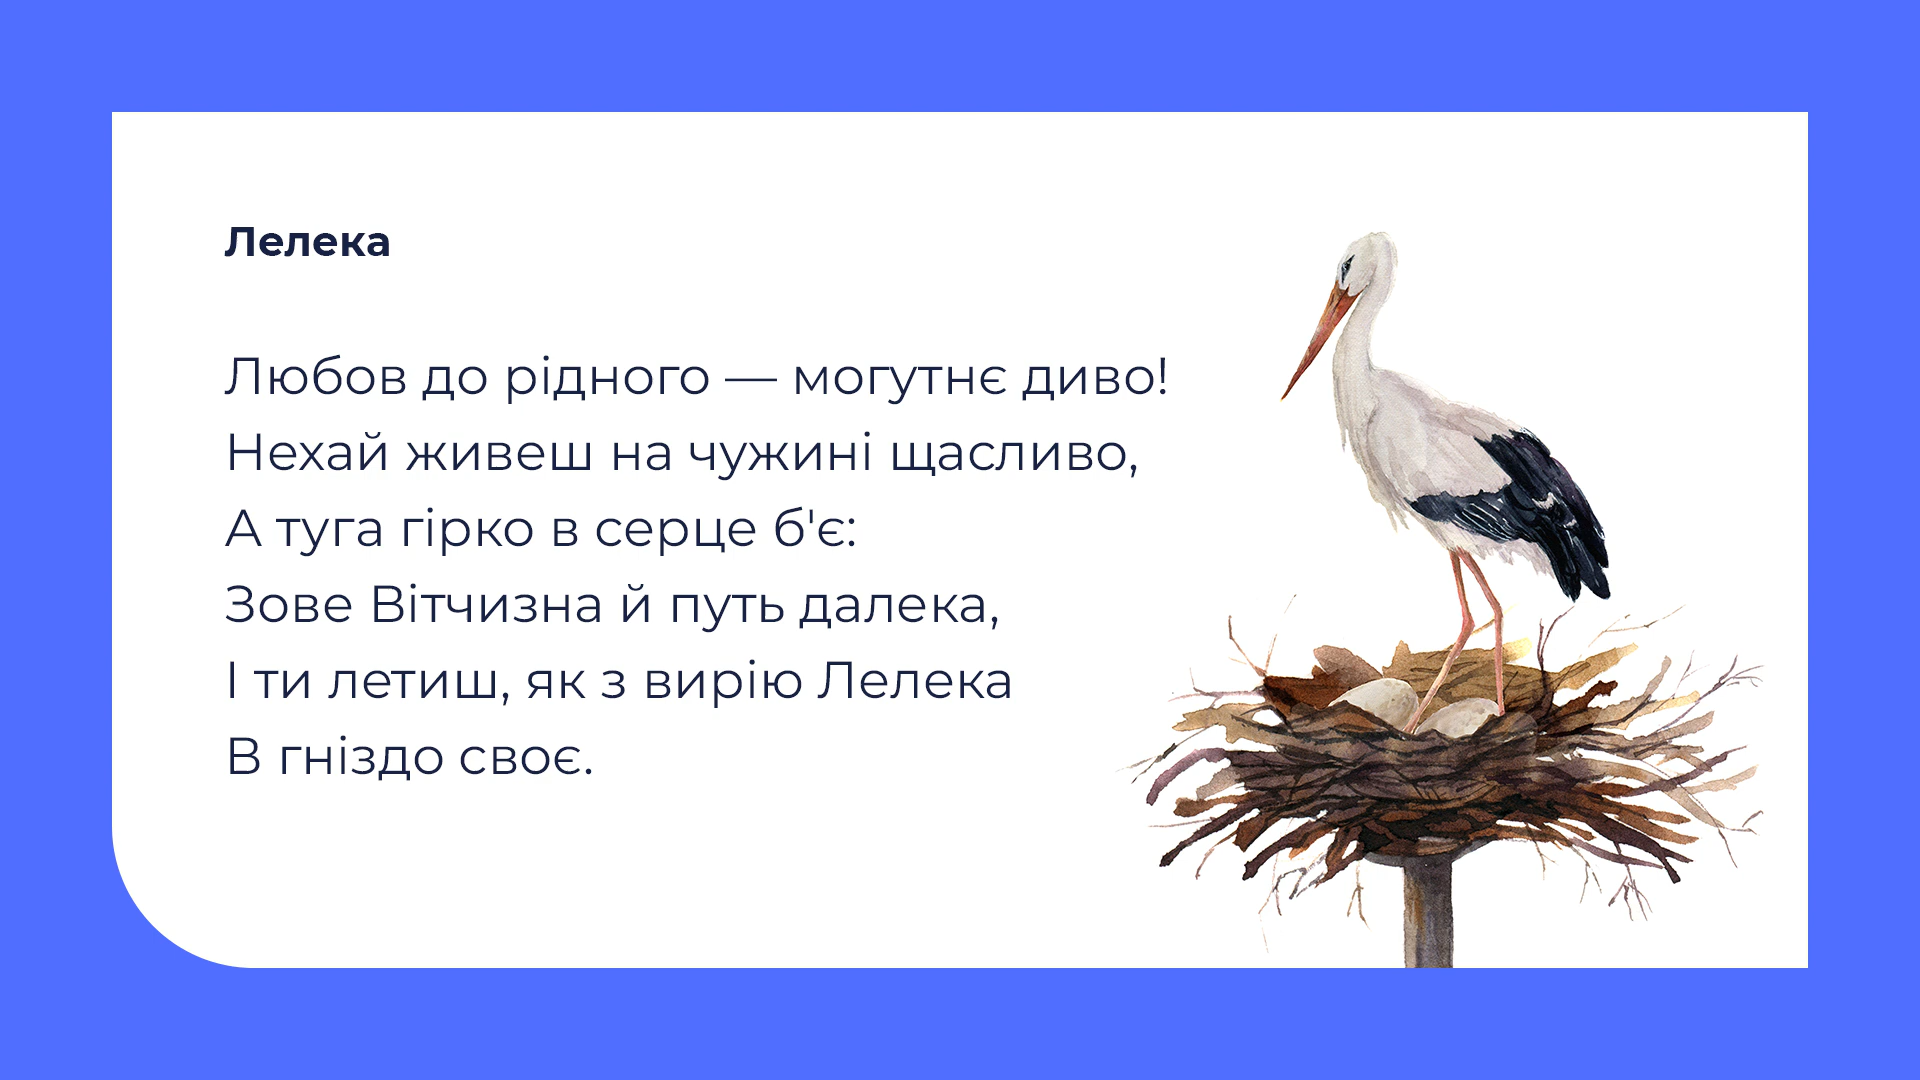 Лелека
Любов до рідного — могутнє диво!
Нехай живеш на чужині щасливо,
А туга гірко в серце б'є:
Зове Вітчизна й путь далека,
І ти летиш, як з вирію Лелека
В гніздо своє.